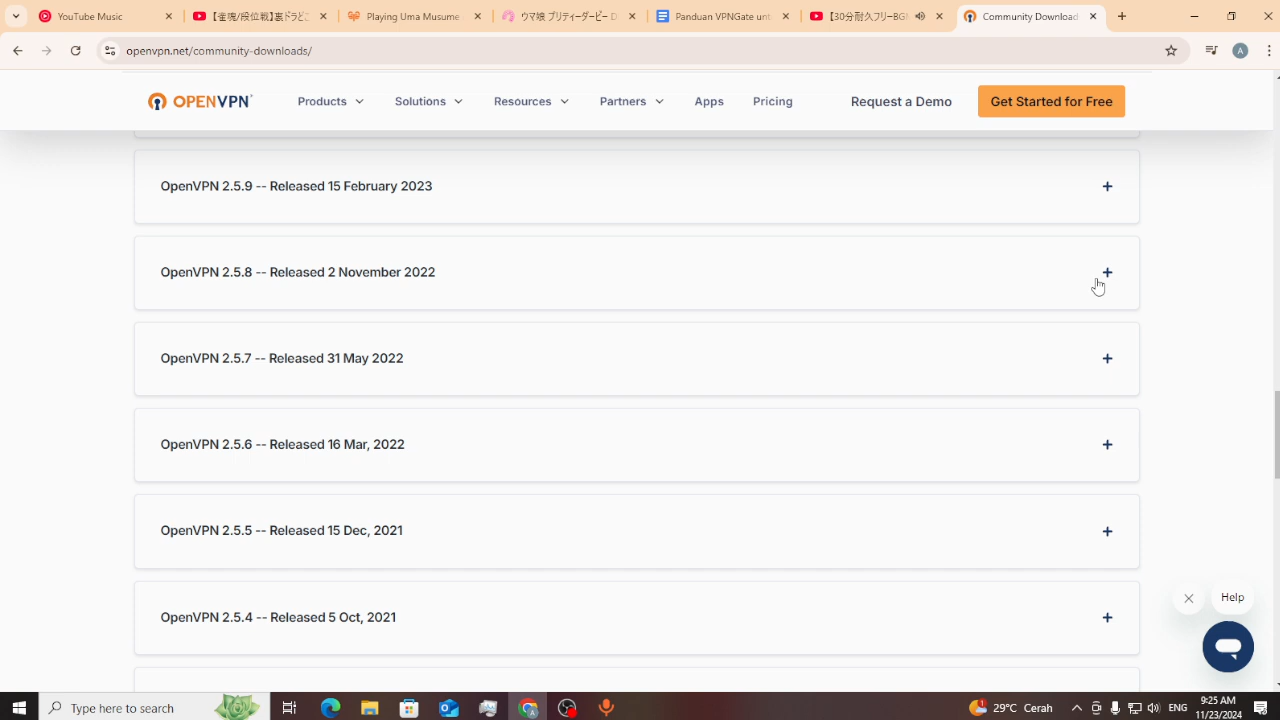 YouTube Music
【雀魂/段位戦】裏ドラど
Playing Uma Musume
ウマ娘 プリティーダービー D
Panduan VPNGate unt
【30分耐久フリーBG
Community Download
openvpn.net/community-downloads/
A
OPENVPN
Products
Solutions
Resources
Partners
Apps
Pricing
Request a Demo
Get Started for Free
OpenVPN 2.5.9 -- Released 15 February 2023
OpenVPN 2.5.8 -- Released 2 November 2022
OpenVPN 2.5.7 -- Released 31 May 2022
OpenVPN 2.5.6 -- Released 16 Mar, 2022
OpenVPN 2.5.5 -- Released 15 Dec, 2021
OpenVPN 2.5.4 -- Released 5 Oct, 2021
Help
Type here to search
29°C Cerah
ENG
9:25 AM
11/23/2024